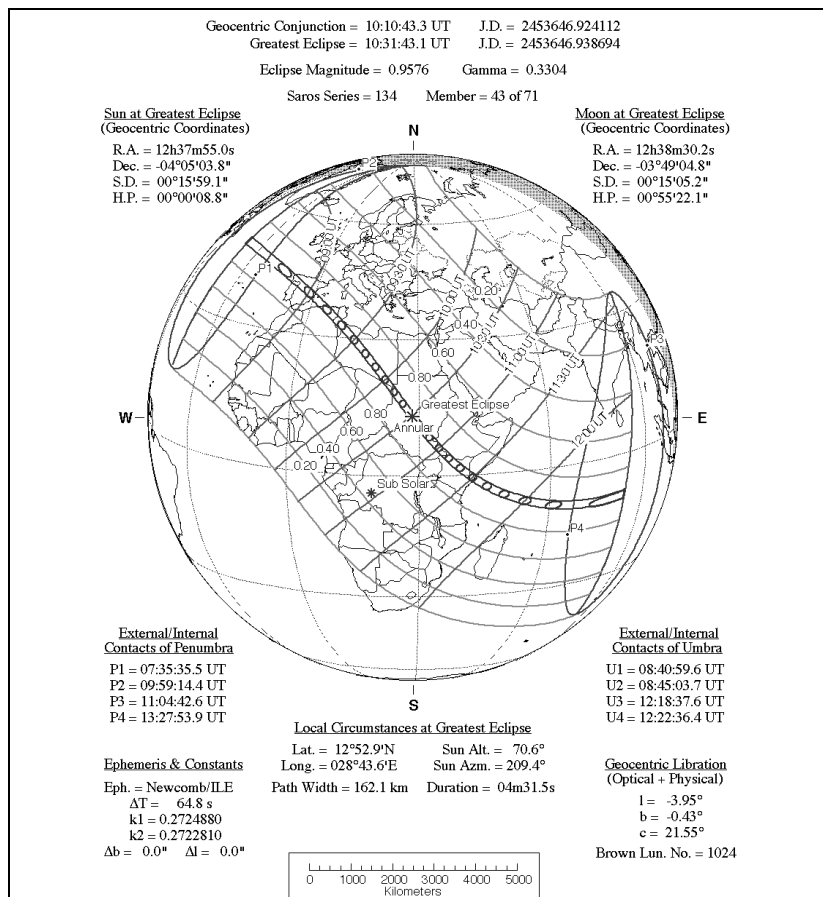 Geocentric Conjunction = 10:10:43.3 UT J.D. = 2453646.924112
Greatest Eclipse = 10:31:43.1 UT J.D. = 2453646.938694
Eclipse Magnitude = 0.9576 Gamma = 0.3304
Saros Series = 134 Member = 43 of 71
Sun at Greatest Eclipse
(Geocentric Coordinates)
R.A. = 12h37m55.0s
Dec. = -04°05'03.8"
S.D. = 00°15'59.1"
H.P. = 00°00'08.8"
Moon at Greatest Eclipse
(Geocentric Coordinates)
R.A. = 12h38m30.2s
Dec. = -03°49'04.8"
S.D. = 00°15'05.2"
H.P. = 00°55'22.1"
N
P2
P1
09:00 UT
09:30 UT
10:00 UT
10:30 UT
11:00 UT
11:30 UT
12:00 UT
0.20
0.40
0.60
0.80
P3
W
E
Greatest Eclipse
Annular
0.80
0.60
0.40
0.20
Sub Solar
P4
S
External/Internal
Contacts of Penumbra
P1 = 07:35:35.5 UT
P2 = 09:59:14.4 UT
P3 = 11:04:42.6 UT
P4 = 13:27:53.9 UT
External/Internal
Contacts of Umbra
U1 = 08:40:59.6 UT
U2 = 08:45:03.7 UT
U3 = 12:18:37.6 UT
U4 = 12:22:36.4 UT
Local Circumstances at Greatest Eclipse
Lat. = 12°52.9'N Sun Alt. = 70.6°
Long. = 028°43.6'E Sun Azm. = 209.4°
Path Width = 162.1 km Duration = 04m31.5s
Ephemeris & Constants
Eph. = Newcomb/ILE
ΔT = 64.8 s
k1 = 0.2724880
k2 = 0.2722810
Δb = 0.0" Δl = 0.0"
Geocentric Libration
(Optical + Physical)
l = -3.95°
b = -0.43°
c = 21.55°
Brown Lun. No. = 1024
0 1000 2000 3000 4000 5000
Kilometers